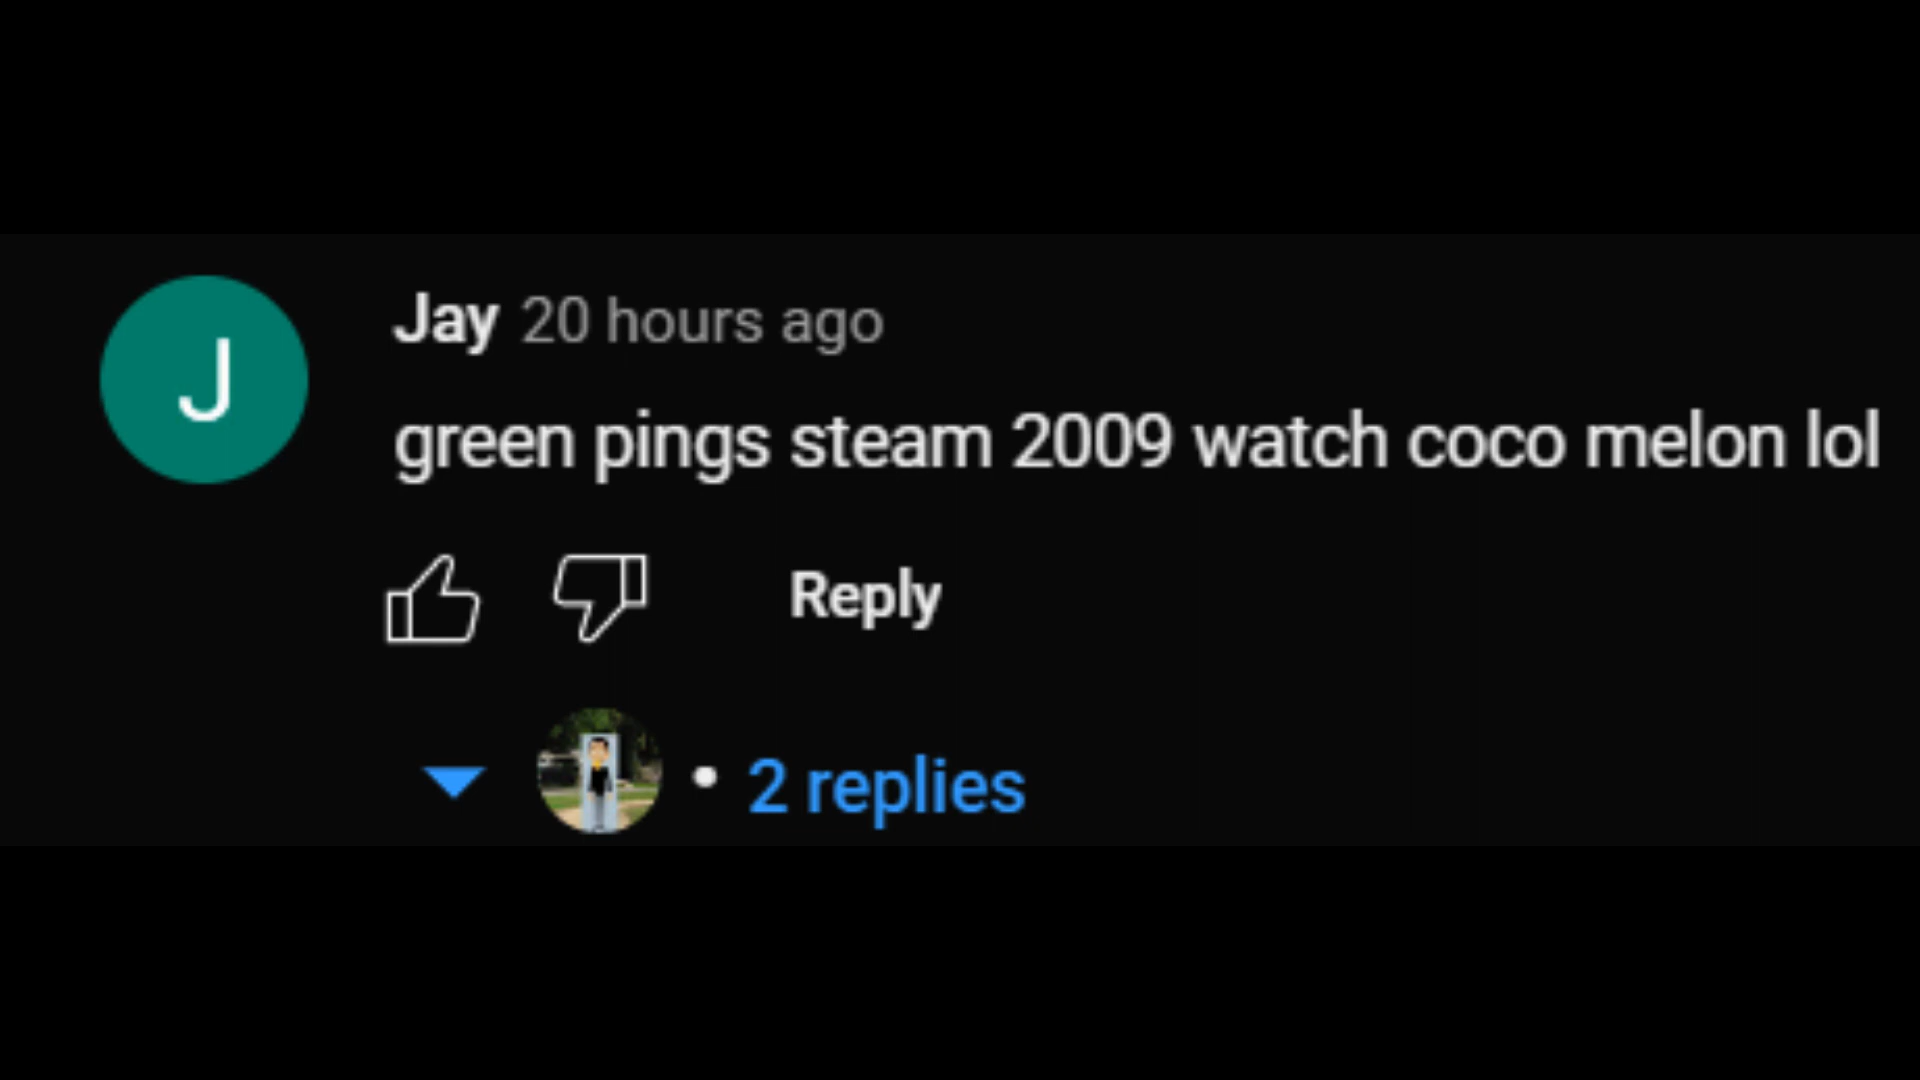 J
Jay 20 hours ago
green pings steam 2009 watch coco melon lol
Reply
2 replies